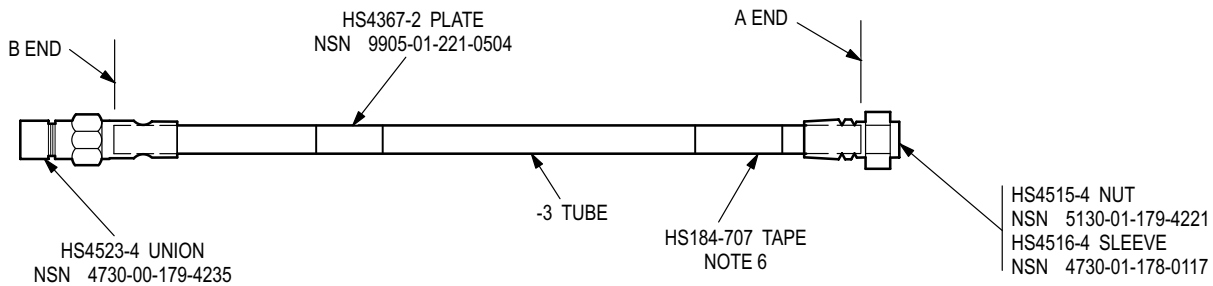 HS4367-2 PLATE
NSN 9905-01-221-0504
A END
B END
-3 TUBE
HS184-707 TAPE
NOTE 6
HS4515-4 NUT
NSN 5130-01-179-4221
HS4516-4 SLEEVE
NSN 4730-01-178-0117
HS4523-4 UNION
NSN 4730-00-179-4235